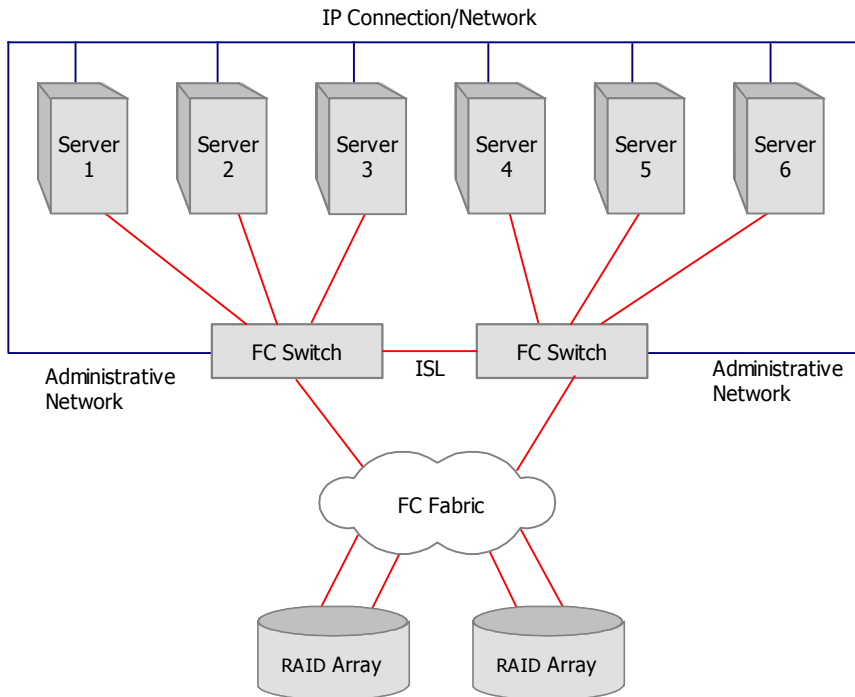 IP Connection/Network
Server
1
Server
2
Server
3
Server
4
Server
5
Server
6
FC Switch
FC Switch
ISL
Administrative
Network
Administrative
Network
FC Fabric
RAID Array
RAID Array